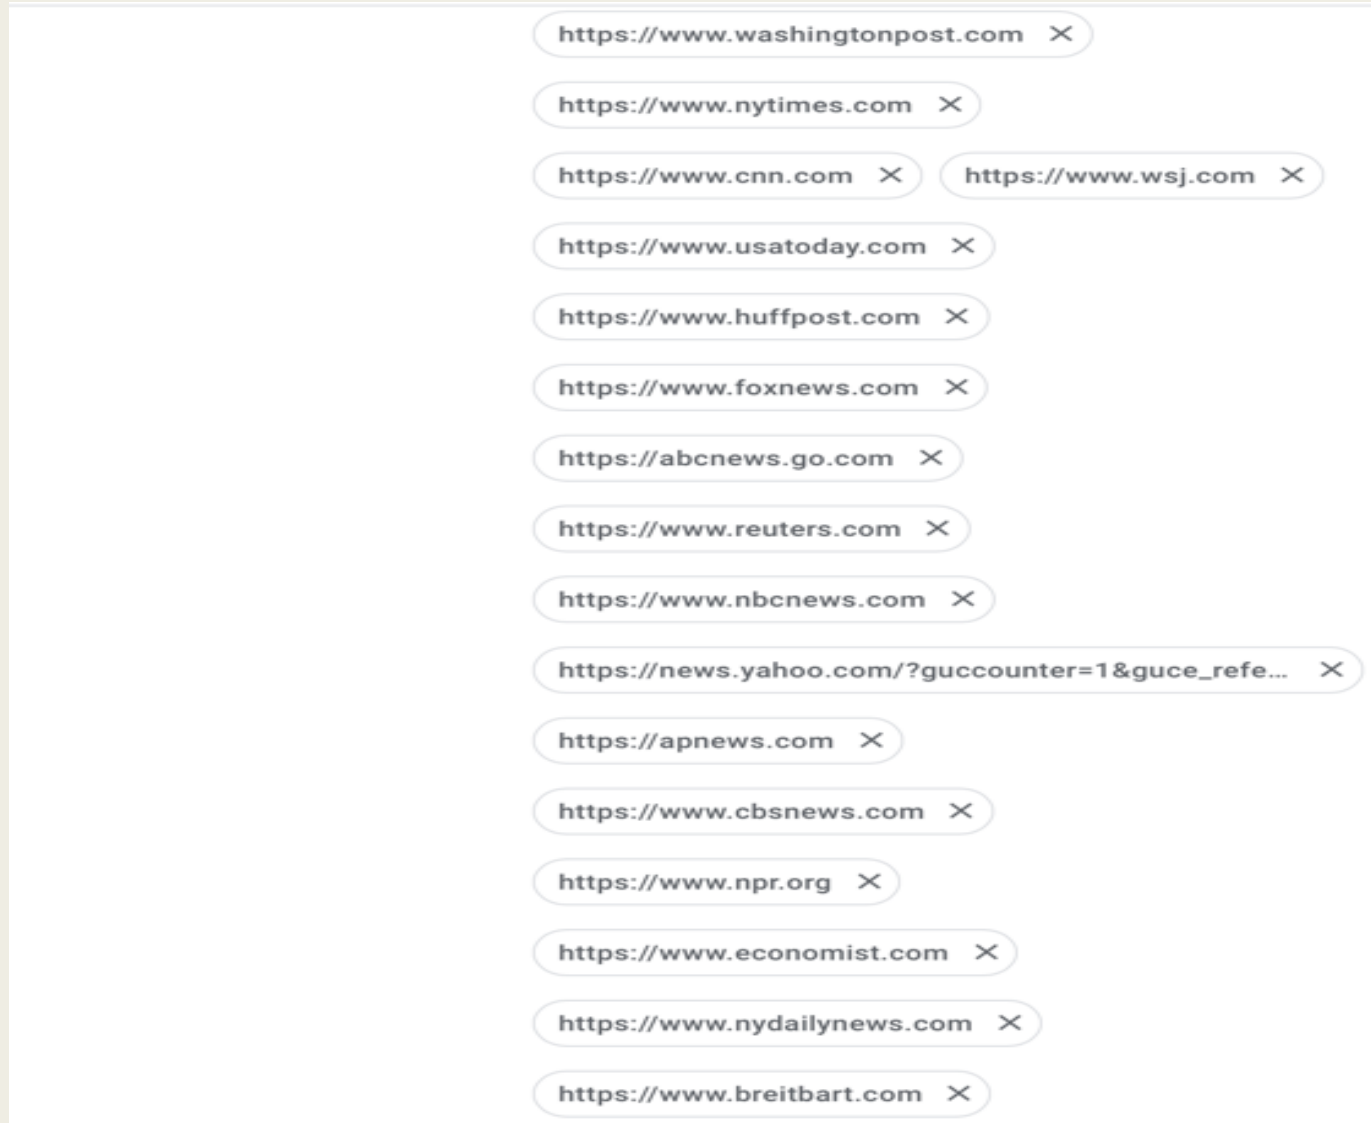 https://www.washingtonpost.com
https://www.nytimes.com
https://www.cnn.com https://www.wsj.com
https://www.usatoday.com
https://www.huffpost.com
https://www.foxnews.com
https://abcnews.go.com
https://www.reuters.com
https://www.nbcnews.com
https://news.yahoo.com/?guccounter=1&guce_refe...
https://apnews.com
https://www.cbsnews.com
https://www.npr.org
https://www.economist.com
https://www.nydailynews.com
https://www.breitbart.com